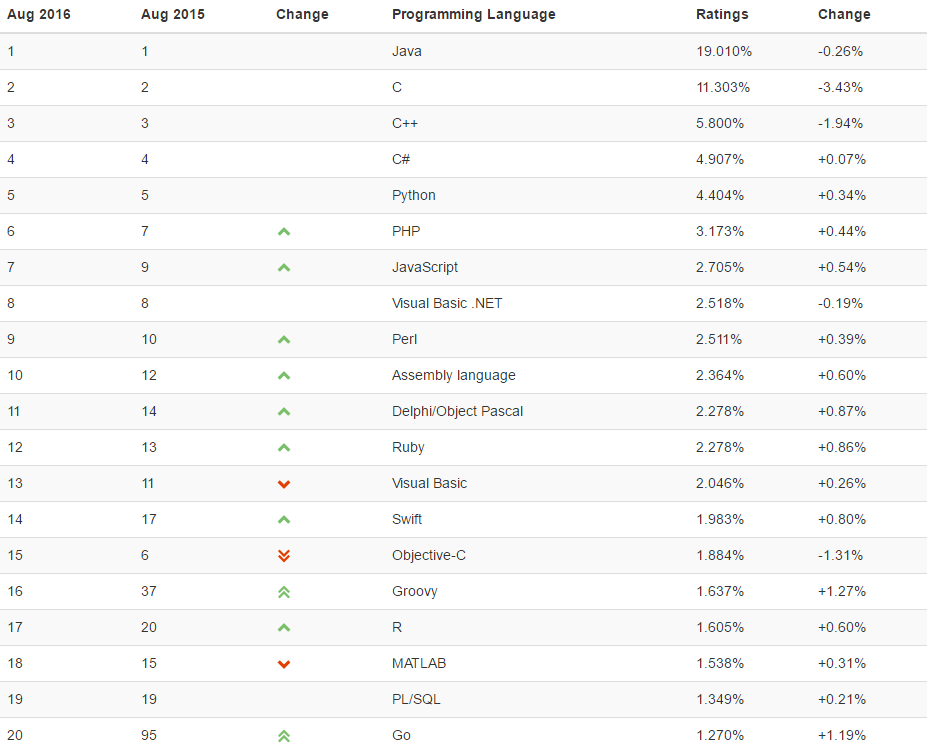 Aug 2016 Aug 2015 Change Programming Language Ratings Change
1 1 Java 19.010% -0.26%
2 2 C 11.303% -3.43%
3 3 C++ 5.800% -1.94%
4 4 C# 4.907% +0.07%
5 5 Python 4.404% +0.34%
6 7 PHP 3.173% +0.44%
7 9 JavaScript 2.705% +0.54%
8 8 Visual Basic .NET 2.518% -0.19%
9 10 Perl 2.511% +0.39%
10 12 Assembly language 2.364% +0.60%
11 14 Delphi/Object Pascal 2.278% +0.87%
12 13 Ruby 2.278% +0.86%
13 11 Visual Basic 2.046% +0.26%
14 17 Swift 1.983% +0.80%
15 6 Objective-C 1.884% -1.31%
16 37 Groovy 1.637% +1.27%
17 20 R 1.605% +0.60%
18 15 MATLAB 1.538% +0.31%
19 19 PL/SQL 1.349% +0.21%
20 95 Go 1.270% +1.19%